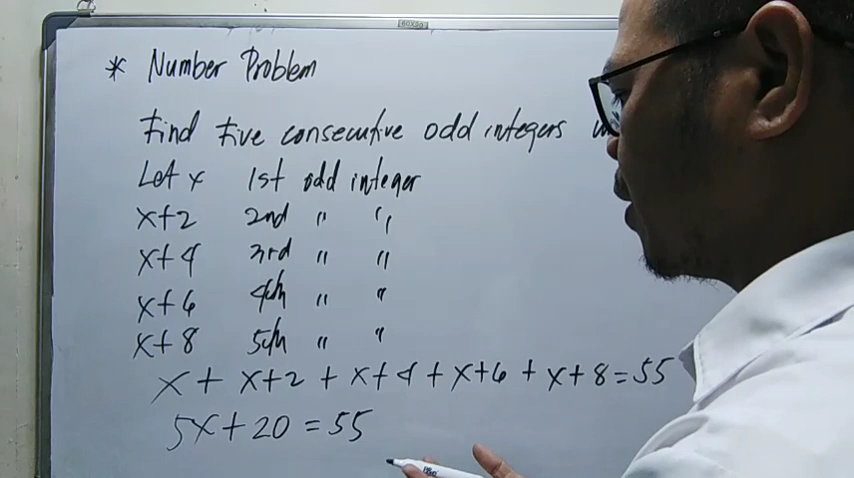 * Number Problem
Find Five consecutive odd integers
Let x 1st odd integer
x+2 2nd " "
x+4 3rd " "
x+6 4th " "
x+8 5th " "
x + x+2 + x+4 + x+6 + x+8 = 55
5x + 20 = 55